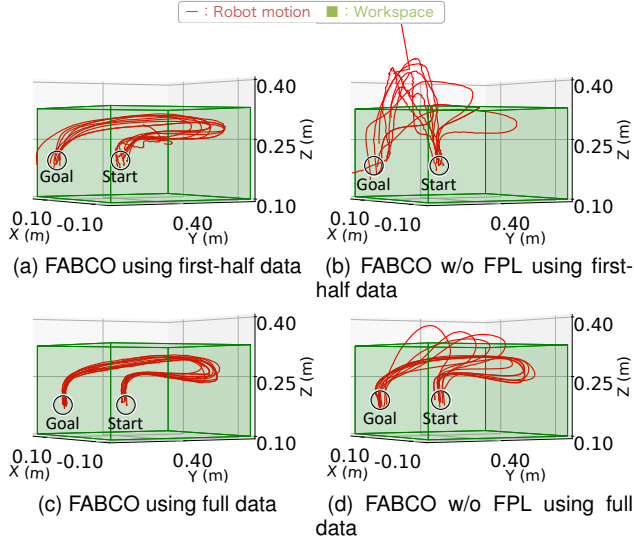 — : Robot motion ■ : Workspace
0.40
0.25
0.10
Z (m)
Goal
Start
0.10
-0.10
X (m)
0.40
Y (m)
(a) FABCO using first-half data
0.40
0.25
0.10
Z (m)
Goal
Start
0.10
-0.10
X (m)
0.40
Y (m)
(b) FABCO w/o FPL using first-
half data
0.40
0.25
0.10
Z (m)
Goal
Start
0.10
-0.10
X (m)
0.40
Y (m)
(c) FABCO using full data
0.40
0.25
0.10
Z (m)
Goal
Start
0.10
-0.10
X (m)
0.40
Y (m)
(d) FABCO w/o FPL using full
data